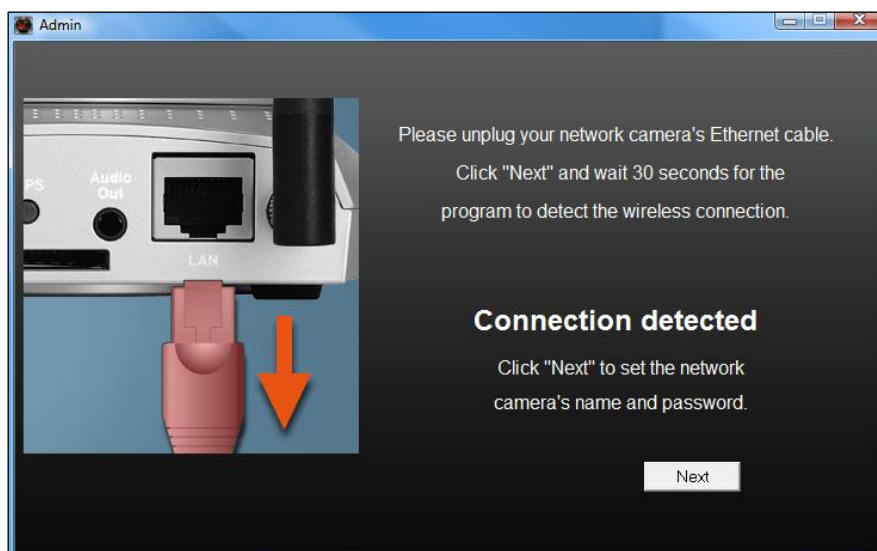 Admin
PS
Audio
Out
LAN
Please unplug your network camera's Ethernet cable.
Click "Next" and wait 30 seconds for the
program to detect the wireless connection.
Connection detected
Click "Next" to set the network
camera's name and password.
Next